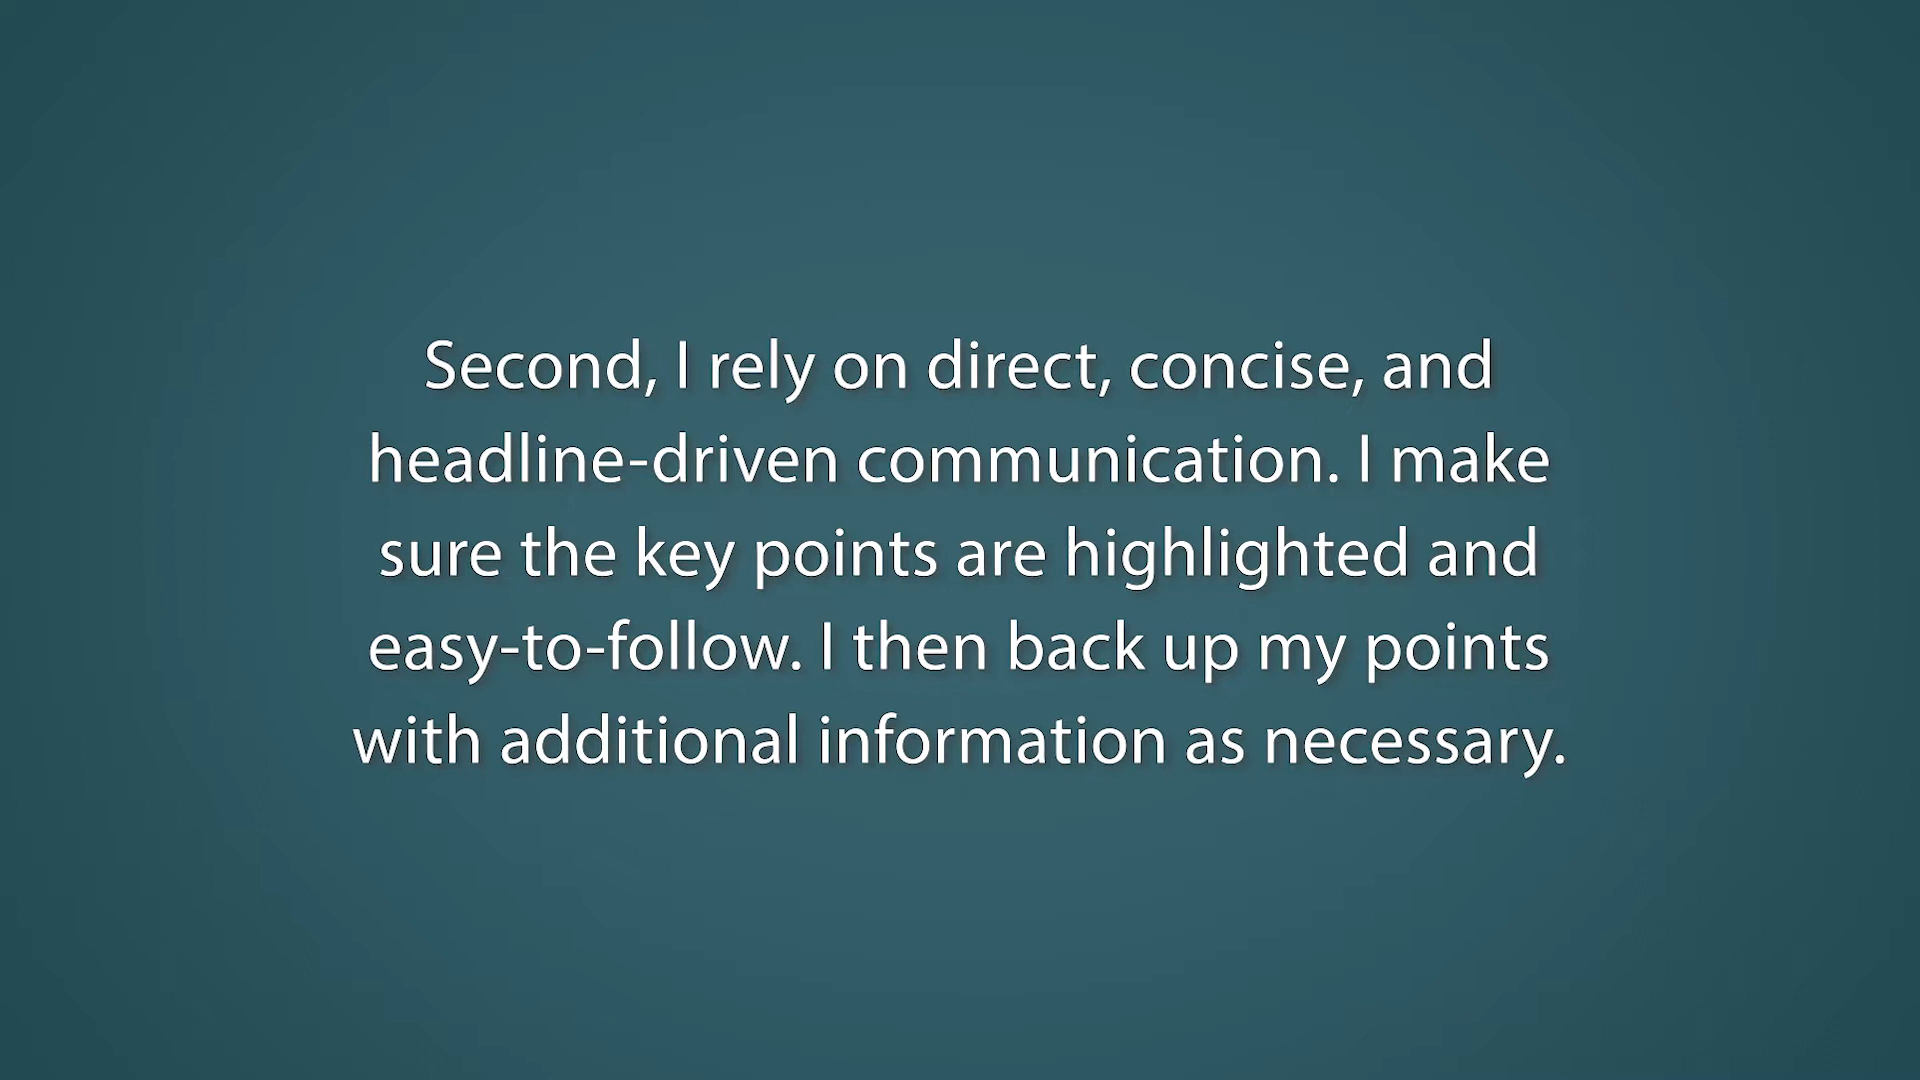 Second, I rely on direct, concise, and
headline-driven communication. I make
sure the key points are highlighted and
easy-to-follow. I then back up my points
with additional information as necessary.